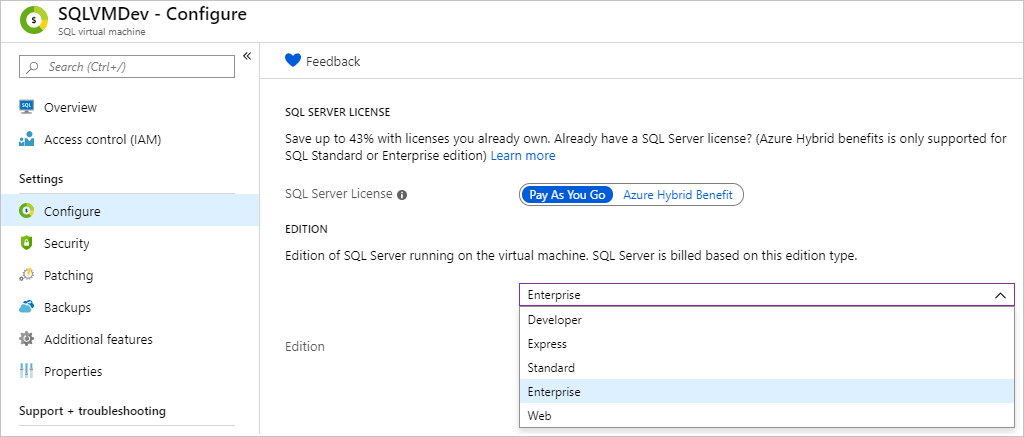 SQLVMDev - Configure
SQL virtual machine
Search (Ctrl+/)
«
SQL
Overview
Access control (IAM)
Settings
Configure
Security
Patching
Backups
Additional features
Properties
Support + troubleshooting
Feedback
SQL SERVER LICENSE
Save up to 43% with licenses you already own. Already have a SQL Server license? (Azure Hybrid benefits is only supported for
SQL Standard or Enterprise edition) Learn more
SQL Server License
Pay As You Go Azure Hybrid Benefit
EDITION
Edition of SQL Server running on the virtual machine. SQL Server is billed based on this edition type.
Edition
Enterprise
Developer
Express
Standard
Enterprise
Web